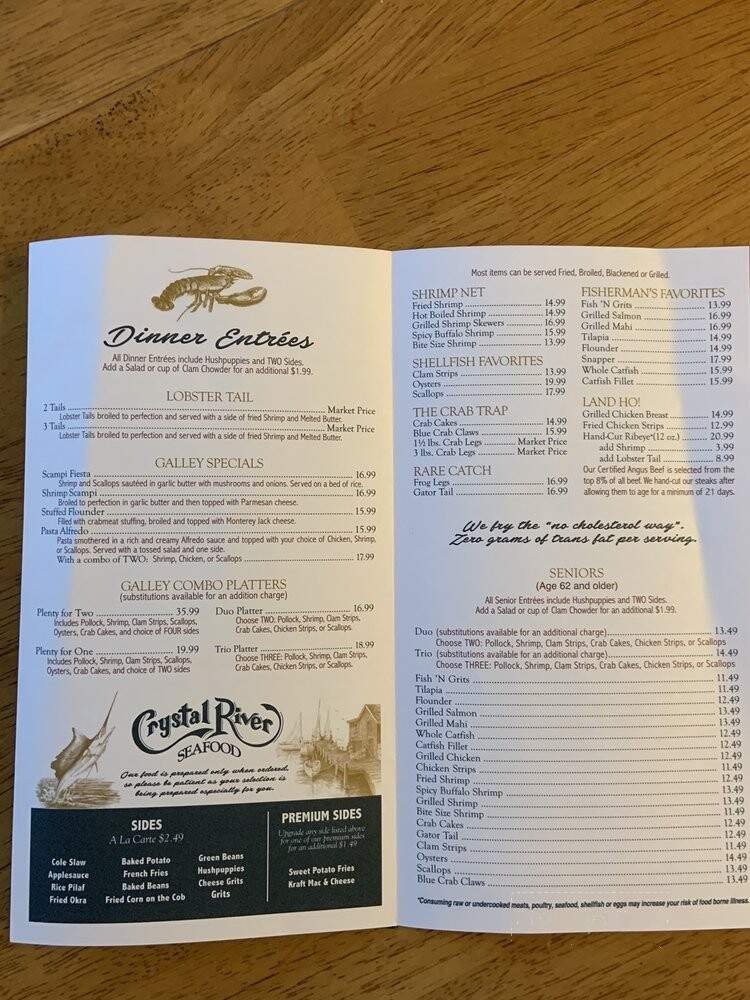 Dinner Entrées
All Dinner Entrées include Hushpuppies and TWO Sides.
Add a Salad or cup of Clam Chowder for an additional $1.99.
LOBSTER TAIL
2 Tails Market Price
Lobster Tails broiled to perfection and served with a side of fried Shrimp and Melted Butter.
3 Tails Market Price
Lobster Tails broiled to perfection and served with a side of fried Shrimp and Melted Butter.
GALLEY SPECIALS
Scampi Fiesta 16.99
Shrimp and Scallops sautéed in garlic butter with mushrooms and onions. Served on a bed of rice.
Shrimp Scampi 16.99
Broiled to perfection in garlic butter and then topped with Parmesan cheese.
Stuffed Flounder 15.99
Filled with crabmeat stuffing, broiled and topped with Monterey Jack cheese.
Pasta Alfredo 15.99
Pasta smothered in a rich and creamy Alfredo sauce and topped with your choice of Chicken, Shrimp,
or Scallops. Served with a tossed salad and one side.
With a combo of TWO: Shrimp, Chicken, or Scallops 17.99
GALLEY COMBO PLATTERS
(substitutions available for an addition charge)
Plenty for Two 35.99
Includes Pollock, Shrimp, Clam Strips, Scallops,
Oysters, Crab Cakes, and choice of FOUR sides
Plenty for One 19.99
Includes Pollock, Shrimp, Clam Strips, Scallops,
Oysters, Crab Cakes, and choice of TWO sides
Duo Platter 16.99
Choose TWO: Pollock, Shrimp, Clam Strips,
Crab Cakes, Chicken Strips, or Scallops.
Trio Platter 18.99
Choose THREE: Pollock, Shrimp, Clam Strips,
Crab Cakes, Chicken Strips, or Scallops.
Crystal River
SEAFOOD
Our food is prepared only when ordered,
so please be patient as your selection is
being prepared especially for you.
SIDES
A La Carte $2.49
Cole Slaw
Applesauce
Rice Pilaf
Fried Okra
Baked Potato
French Fries
Baked Beans
Fried Corn on the Cob
Green Beans
Hushpuppies
Cheese Grits
Grits
PREMIUM SIDES
Upgrade any side listed above
for one of our premium sides
for an additional $1.49
Sweet Potato Fries
Kraft Mac & Cheese
Most items can be served Fried, Broiled, Blackened or Grilled.
SHRIMP NET
Fried Shrimp 14.99
Hot Boiled Shrimp 14.99
Grilled Shrimp Skewers 16.99
Spicy Buffalo Shrimp 15.99
Bite Size Shrimp 13.99
SHELLFISH FAVORITES
Clam Strips 13.99
Oysters 19.99
Scallops 17.99
THE CRAB TRAP
Crab Cakes 14.99
Blue Crab Claws 15.99
1½ lbs. Crab Legs Market Price
3 lbs. Crab Legs Market Price
RARE CATCH
Frog Legs 16.99
Gator Tail 16.99
FISHERMAN'S FAVORITES
Fish 'N Grits 13.99
Grilled Salmon 16.99
Grilled Mahi 16.99
Tilapia 14.99
Flounder 14.99
Snapper 17.99
Whole Catfish 15.99
Catfish Fillet 15.99
LAND HO!
Grilled Chicken Breast 14.99
Fried Chicken Strips 12.99
Hand-Cut Ribeye*(12 oz.) 20.99
add Shrimp 3.99
add Lobster Tail 8.99
Our Certified Angus Beef is selected from the
top 8% of all beef. We hand-cut our steaks after
allowing them to age for a minimum of 21 days.
We fry the "no cholesterol way".
Zero grams of trans fat per serving.
SENIORS
(Age 62 and older)
All Senior Entrées include Hushpuppies and TWO Sides.
Add a Salad or cup of Clam Chowder for an additional $1.99.
Duo (substitutions available for an additional charge) 13.49
Choose TWO: Pollock, Shrimp, Clam Strips, Crab Cakes, Chicken Strips, or Scallops
Trio (substitutions available for an additional charge) 14.49
Choose THREE: Pollock, Shrimp, Clam Strips, Crab Cakes, Chicken Strips, or Scallops
Fish 'N Grits 11.49
Tilapia 11.49
Flounder 12.49
Grilled Salmon 13.49
Grilled Mahi 13.49
Whole Catfish 12.49
Catfish Fillet 12.49
Grilled Chicken 12.49
Chicken Strips 11.49
Fried Shrimp 12.49
Spicy Buffalo Shrimp 13.49
Grilled Shrimp 13.49
Bite Size Shrimp 11.49
Crab Cakes 12.49
Gator Tail 12.49
Clam Strips 11.49
Oysters 14.49
Scallops 13.49
Blue Crab Claws 13.49
*Consuming raw or undercooked meats, poultry, seafood, shellfish or eggs may increase your risk of food borne illness.